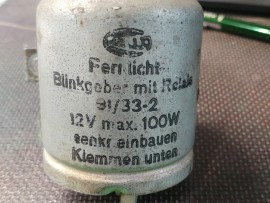 Fernlicht-
Blinkgeber mit Relais
91/33-2
12V max. 100W
senkr. einbauen
Klemmen unten